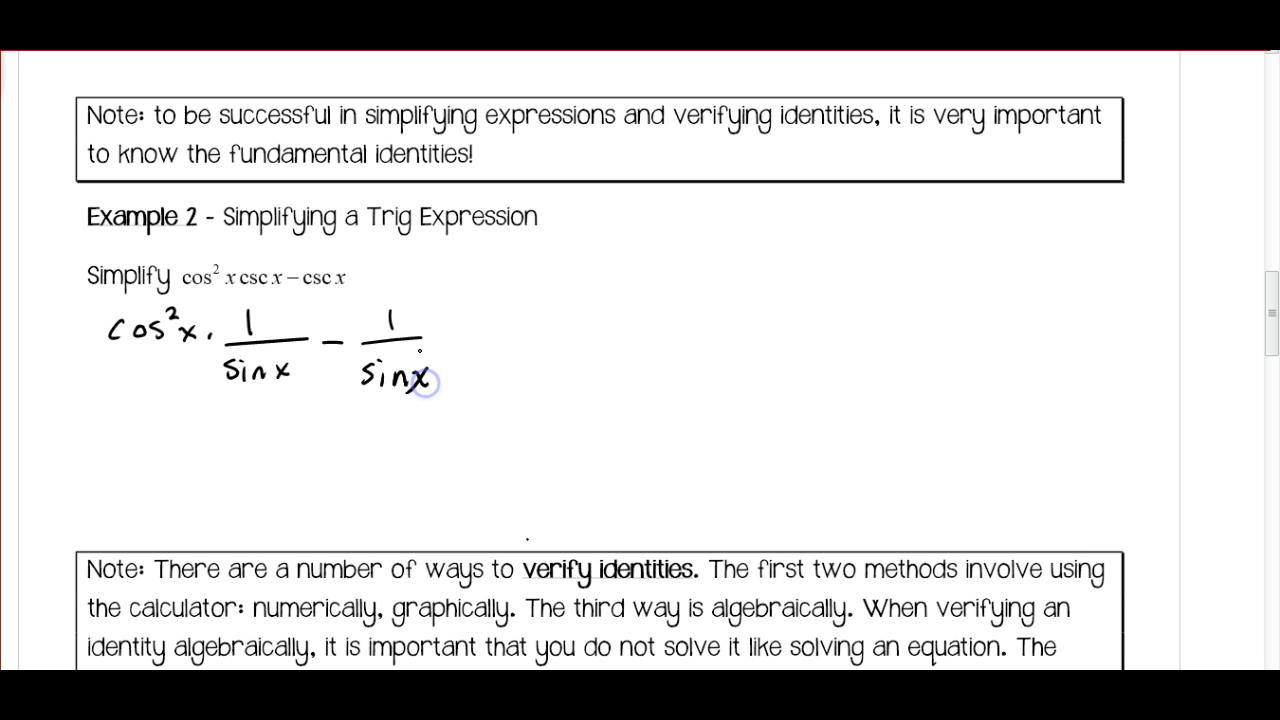 Note: to be successful in simplifying expressions and verifying identities, it is very important
to know the fundamental identities!
Example 2 - Simplifying a Trig Expression
Simplify cos² x csc x − csc x
cos²x · 1/sin x − 1/sin x
Note: There are a number of ways to verify identities. The first two methods involve using
the calculator: numerically, graphically. The third way is algebraically. When verifying an
identity algebraically, it is important that you do not solve it like solving an equation. The